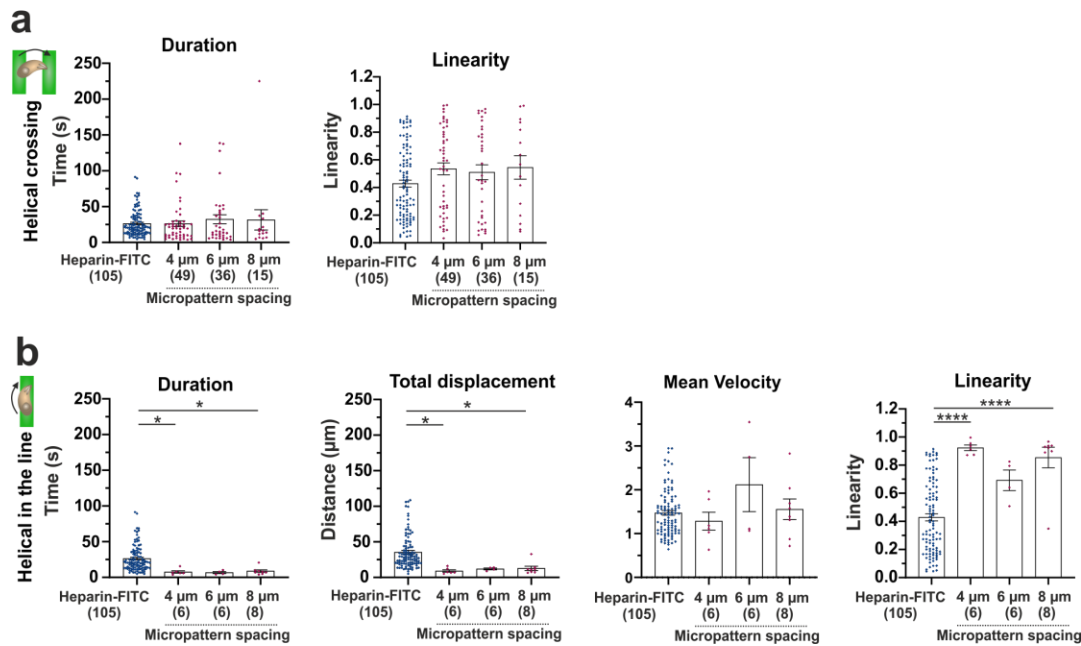 a
Helical crossing
Duration
Time (s)
250
200
150
100
50
0
Heparin-FITC
(105)
4 µm
(49)
6 µm
(36)
8 µm
(15)
Micropattern spacing
Linearity
Linearity
1.2
1.0
0.8
0.6
0.4
0.2
0.0
Heparin-FITC
(105)
4 µm
(49)
6 µm
(36)
8 µm
(15)
Micropattern spacing
b
Helical in the line
Duration
Time (s)
250
200
150
100
50
0
*
*
Heparin-FITC
(105)
4 µm
(6)
6 µm
(6)
8 µm
(8)
Micropattern spacing
Total displacement
Distance (µm)
250
200
150
100
50
0
*
*
Heparin-FITC
(105)
4 µm
(6)
6 µm
(6)
8 µm
(8)
Micropattern spacing
Mean Velocity
4
3
2
1
0
Heparin-FITC
(105)
4 µm
(6)
6 µm
(6)
8 µm
(8)
Micropattern spacing
Linearity
Linearity
1.2
1.0
0.8
0.6
0.4
0.2
0.0
****
****
Heparin-FITC
(105)
4 µm
(6)
6 µm
(6)
8 µm
(8)
Micropattern spacing